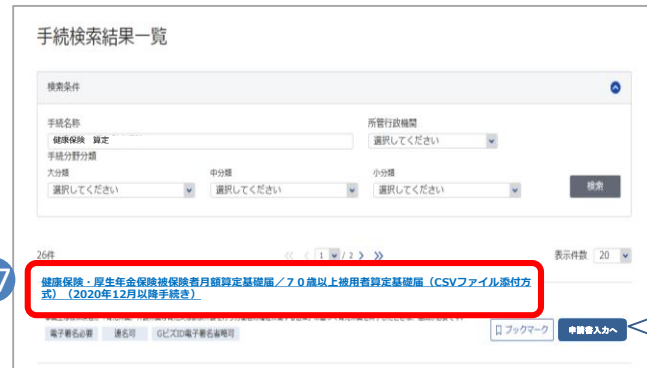 手続検索結果一覧
検索条件
手続名称
所管行政機関
健康保険 算定
選択してください
手続分野分類
大分類
中分類
小分類
選択してください
選択してください
選択してください
検索
26件
1 / 2
表示件数 20
7
健康保険・厚生年金保険被保険者月額算定基礎届／７０歳以上被用者算定基礎届（CSVファイル添付方
式）（2020年12月以降手続き）
電子署名必要 連名可 GビズID電子署名省略可
ブックマーク
申請書入力へ